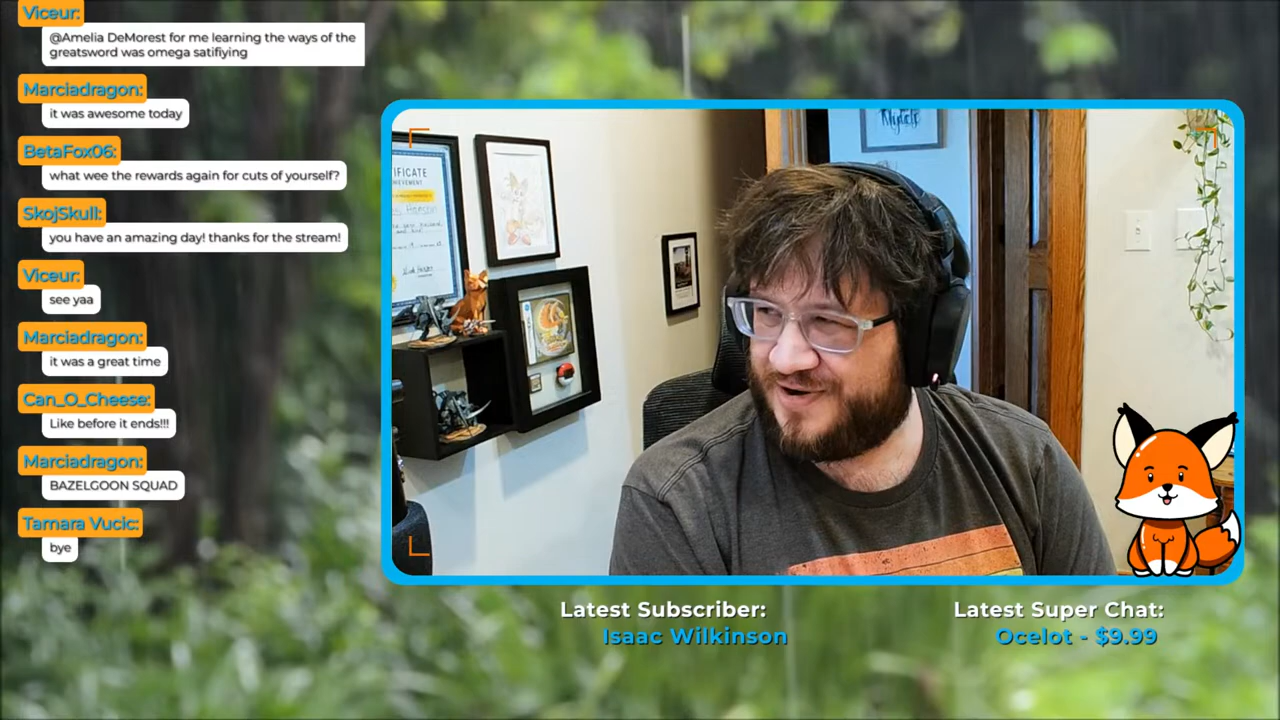 Viceur:
@Amelia DeMorest for me learning the ways of the
greatsword was omega satifiying
Marciadragon:
it was awesome today
BetaFox06:
what wee the rewards again for cuts of yourself?
SkojSkull:
you have an amazing day! thanks for the stream!
Viceur:
see yaa
Marciadragon:
it was a great time
Can_O_Cheese:
Like before it ends!!!
Marciadragon:
BAZELGOON SQUAD
Tamara Vucic:
bye
Latest Subscriber:
Isaac Wilkinson
Latest Super Chat:
Ocelot - $9.99